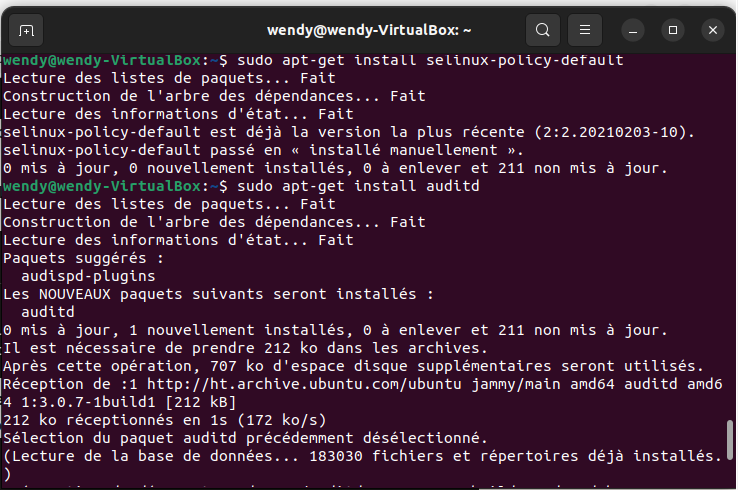 wendy@wendy-VirtualBox: ~
wendy@wendy-VirtualBox:~$ sudo apt-get install selinux-policy-default
Lecture des listes de paquets... Fait
Construction de l'arbre des dépendances... Fait
Lecture des informations d'état... Fait
selinux-policy-default est déjà la version la plus récente (2:2.20210203-10).
selinux-policy-default passé en « installé manuellement ».
0 mis à jour, 0 nouvellement installés, 0 à enlever et 211 non mis à jour.
wendy@wendy-VirtualBox:~$ sudo apt-get install auditd
Lecture des listes de paquets... Fait
Construction de l'arbre des dépendances... Fait
Lecture des informations d'état... Fait
Paquets suggérés :
audispd-plugins
Les NOUVEAUX paquets suivants seront installés :
auditd
0 mis à jour, 1 nouvellement installés, 0 à enlever et 211 non mis à jour.
Il est nécessaire de prendre 212 ko dans les archives.
Après cette opération, 707 ko d'espace disque supplémentaires seront utilisés.
Réception de :1 http://ht.archive.ubuntu.com/ubuntu jammy/main amd64 auditd amd6
4 1:3.0.7-1build1 [212 kB]
212 ko réceptionnés en 1s (172 ko/s)
Sélection du paquet auditd précédemment désélectionné.
(Lecture de la base de données... 183030 fichiers et répertoires déjà installés.
)